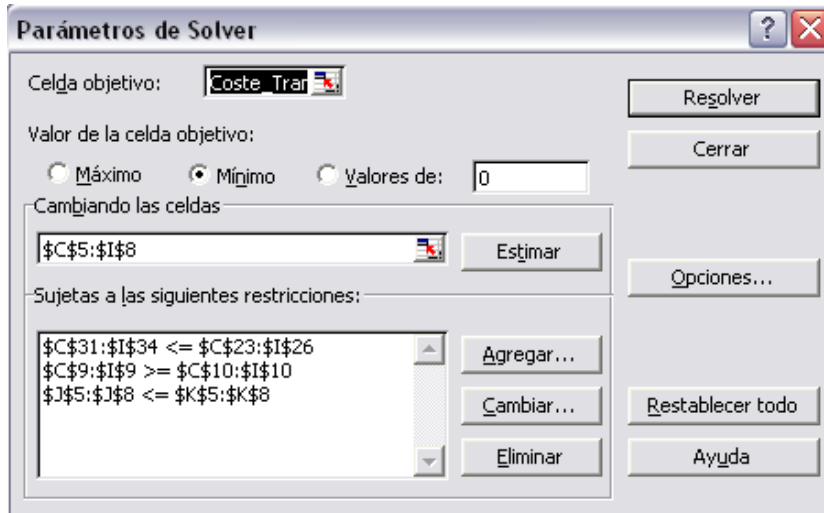 Parámetros de Solver
Celda objetivo: Coste_Trar
Resolver
Valor de la celda objetivo:
Cerrar
Máximo Mínimo Valores de: 0
Cambiando las celdas
$C$5:$I$8 Estimar
Opciones...
Sujetas a las siguientes restricciones:
$C$31:$I$34 <= $C$23:$I$26
$C$9:$I$9 >= $C$10:$I$10
$J$5:$J$8 <= $K$5:$K$8
Agregar...
Cambiar... Restablecer todo
Eliminar Ayuda